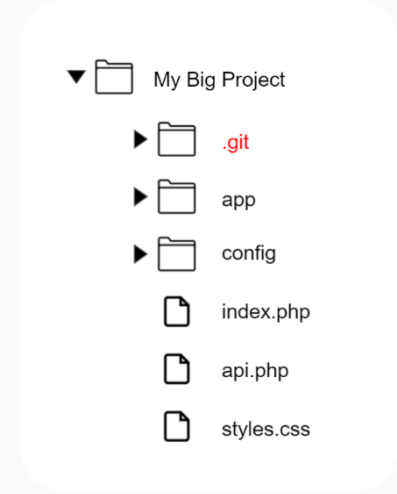 My Big Project
.git
app
config
index.php
api.php
styles.css